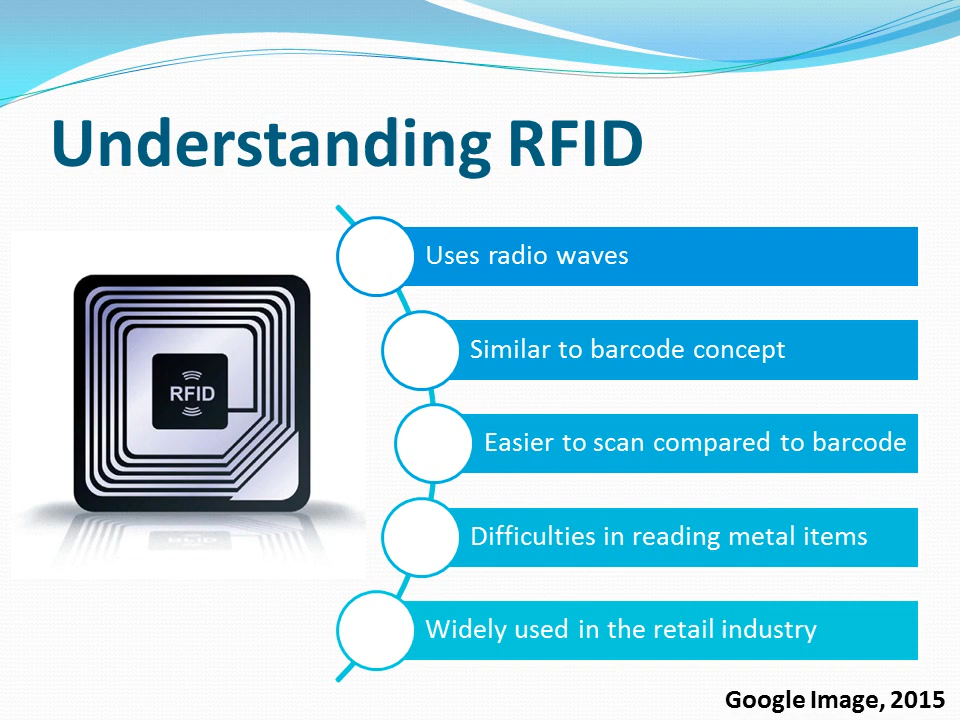 Understanding RFID
RFID
Uses radio waves
Similar to barcode concept
Easier to scan compared to barcode
Difficulties in reading metal items
Widely used in the retail industry
Google Image, 2015